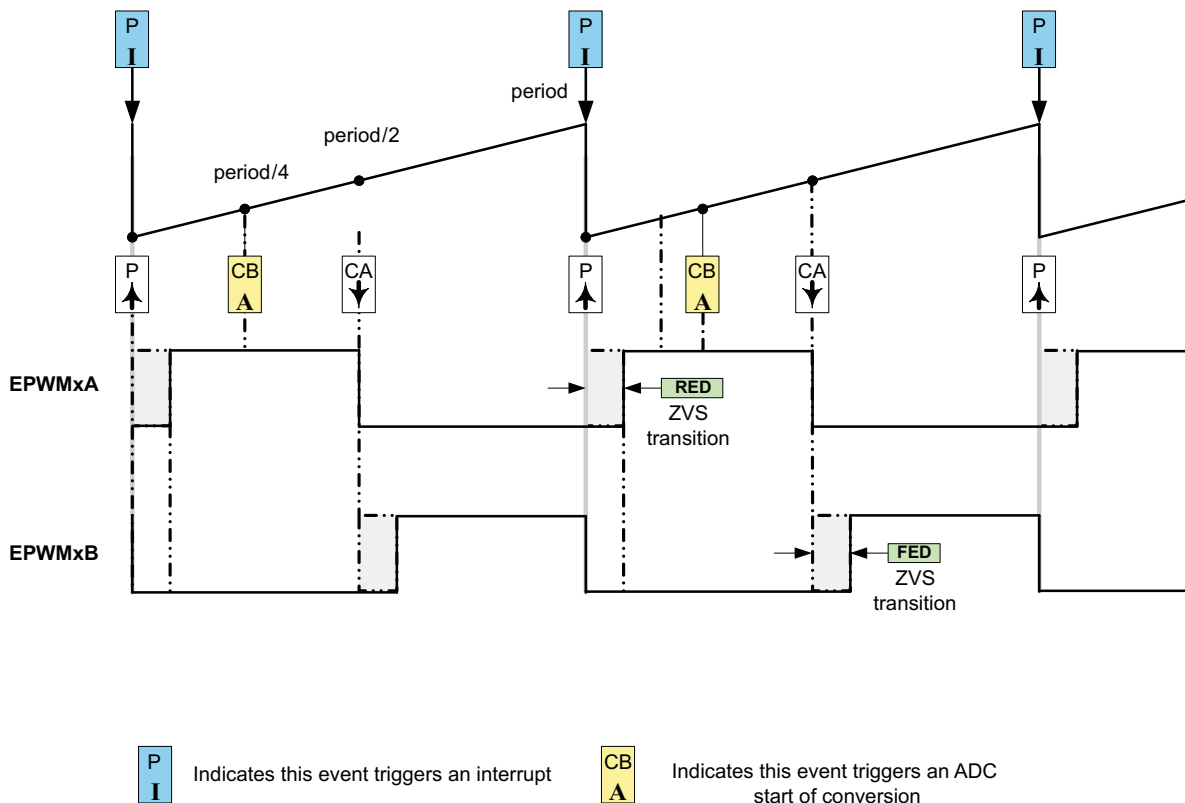 P
I
P
I
P
I
period
period/2
period/4
P
CB
A
CA
P
CB
A
CA
P
EPWMxA
RED
ZVS
transition
EPWMxB
FED
ZVS
transition
P
I
Indicates this event triggers an interrupt
CB
A
Indicates this event triggers an ADC
start of conversion